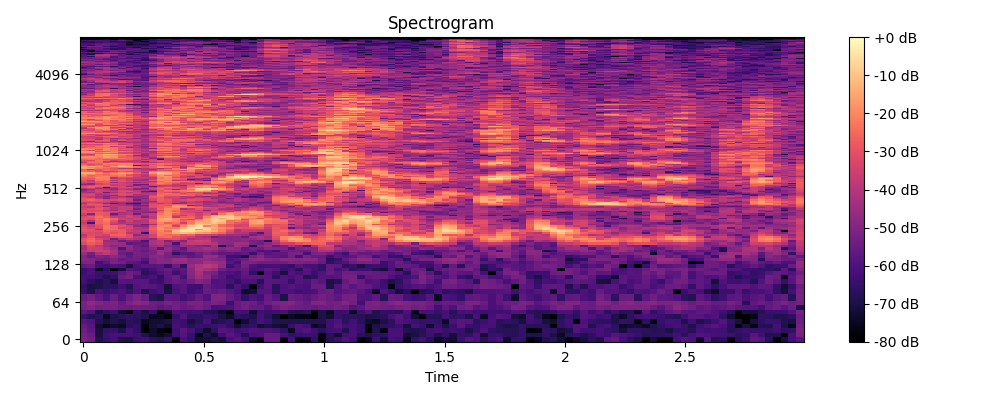 Spectrogram
4096
2048
1024
512
256
128
64
0
Hz
0
0.5
1
1.5
2
2.5
Time
+0 dB
-10 dB
-20 dB
-30 dB
-40 dB
-50 dB
-60 dB
-70 dB
-80 dB